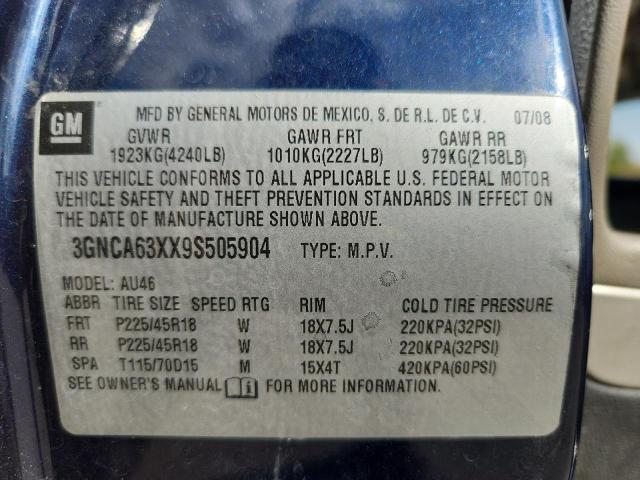 GM
MFD BY GENERAL MOTORS DE MEXICO, S. DE R.L. DE C.V. 07/08
GVWR GAWR FRT GAWR RR
1923KG(4240LB) 1010KG(2227LB) 979KG(2158LB)
THIS VEHICLE CONFORMS TO ALL APPLICABLE U.S. FEDERAL MOTOR
VEHICLE SAFETY AND THEFT PREVENTION STANDARDS IN EFFECT ON
THE DATE OF MANUFACTURE SHOWN ABOVE.
3GNCA63XX9S505904 TYPE: M.P.V.
MODEL: AU46
ABBR TIRE SIZE SPEED RTG RIM COLD TIRE PRESSURE
FRT P225/45R18 W 18X7.5J 220KPA(32PSI)
RR P225/45R18 W 18X7.5J 220KPA(32PSI)
SPA T115/70D15 M 15X4T 420KPA(60PSI)
SEE OWNER'S MANUAL FOR MORE INFORMATION.